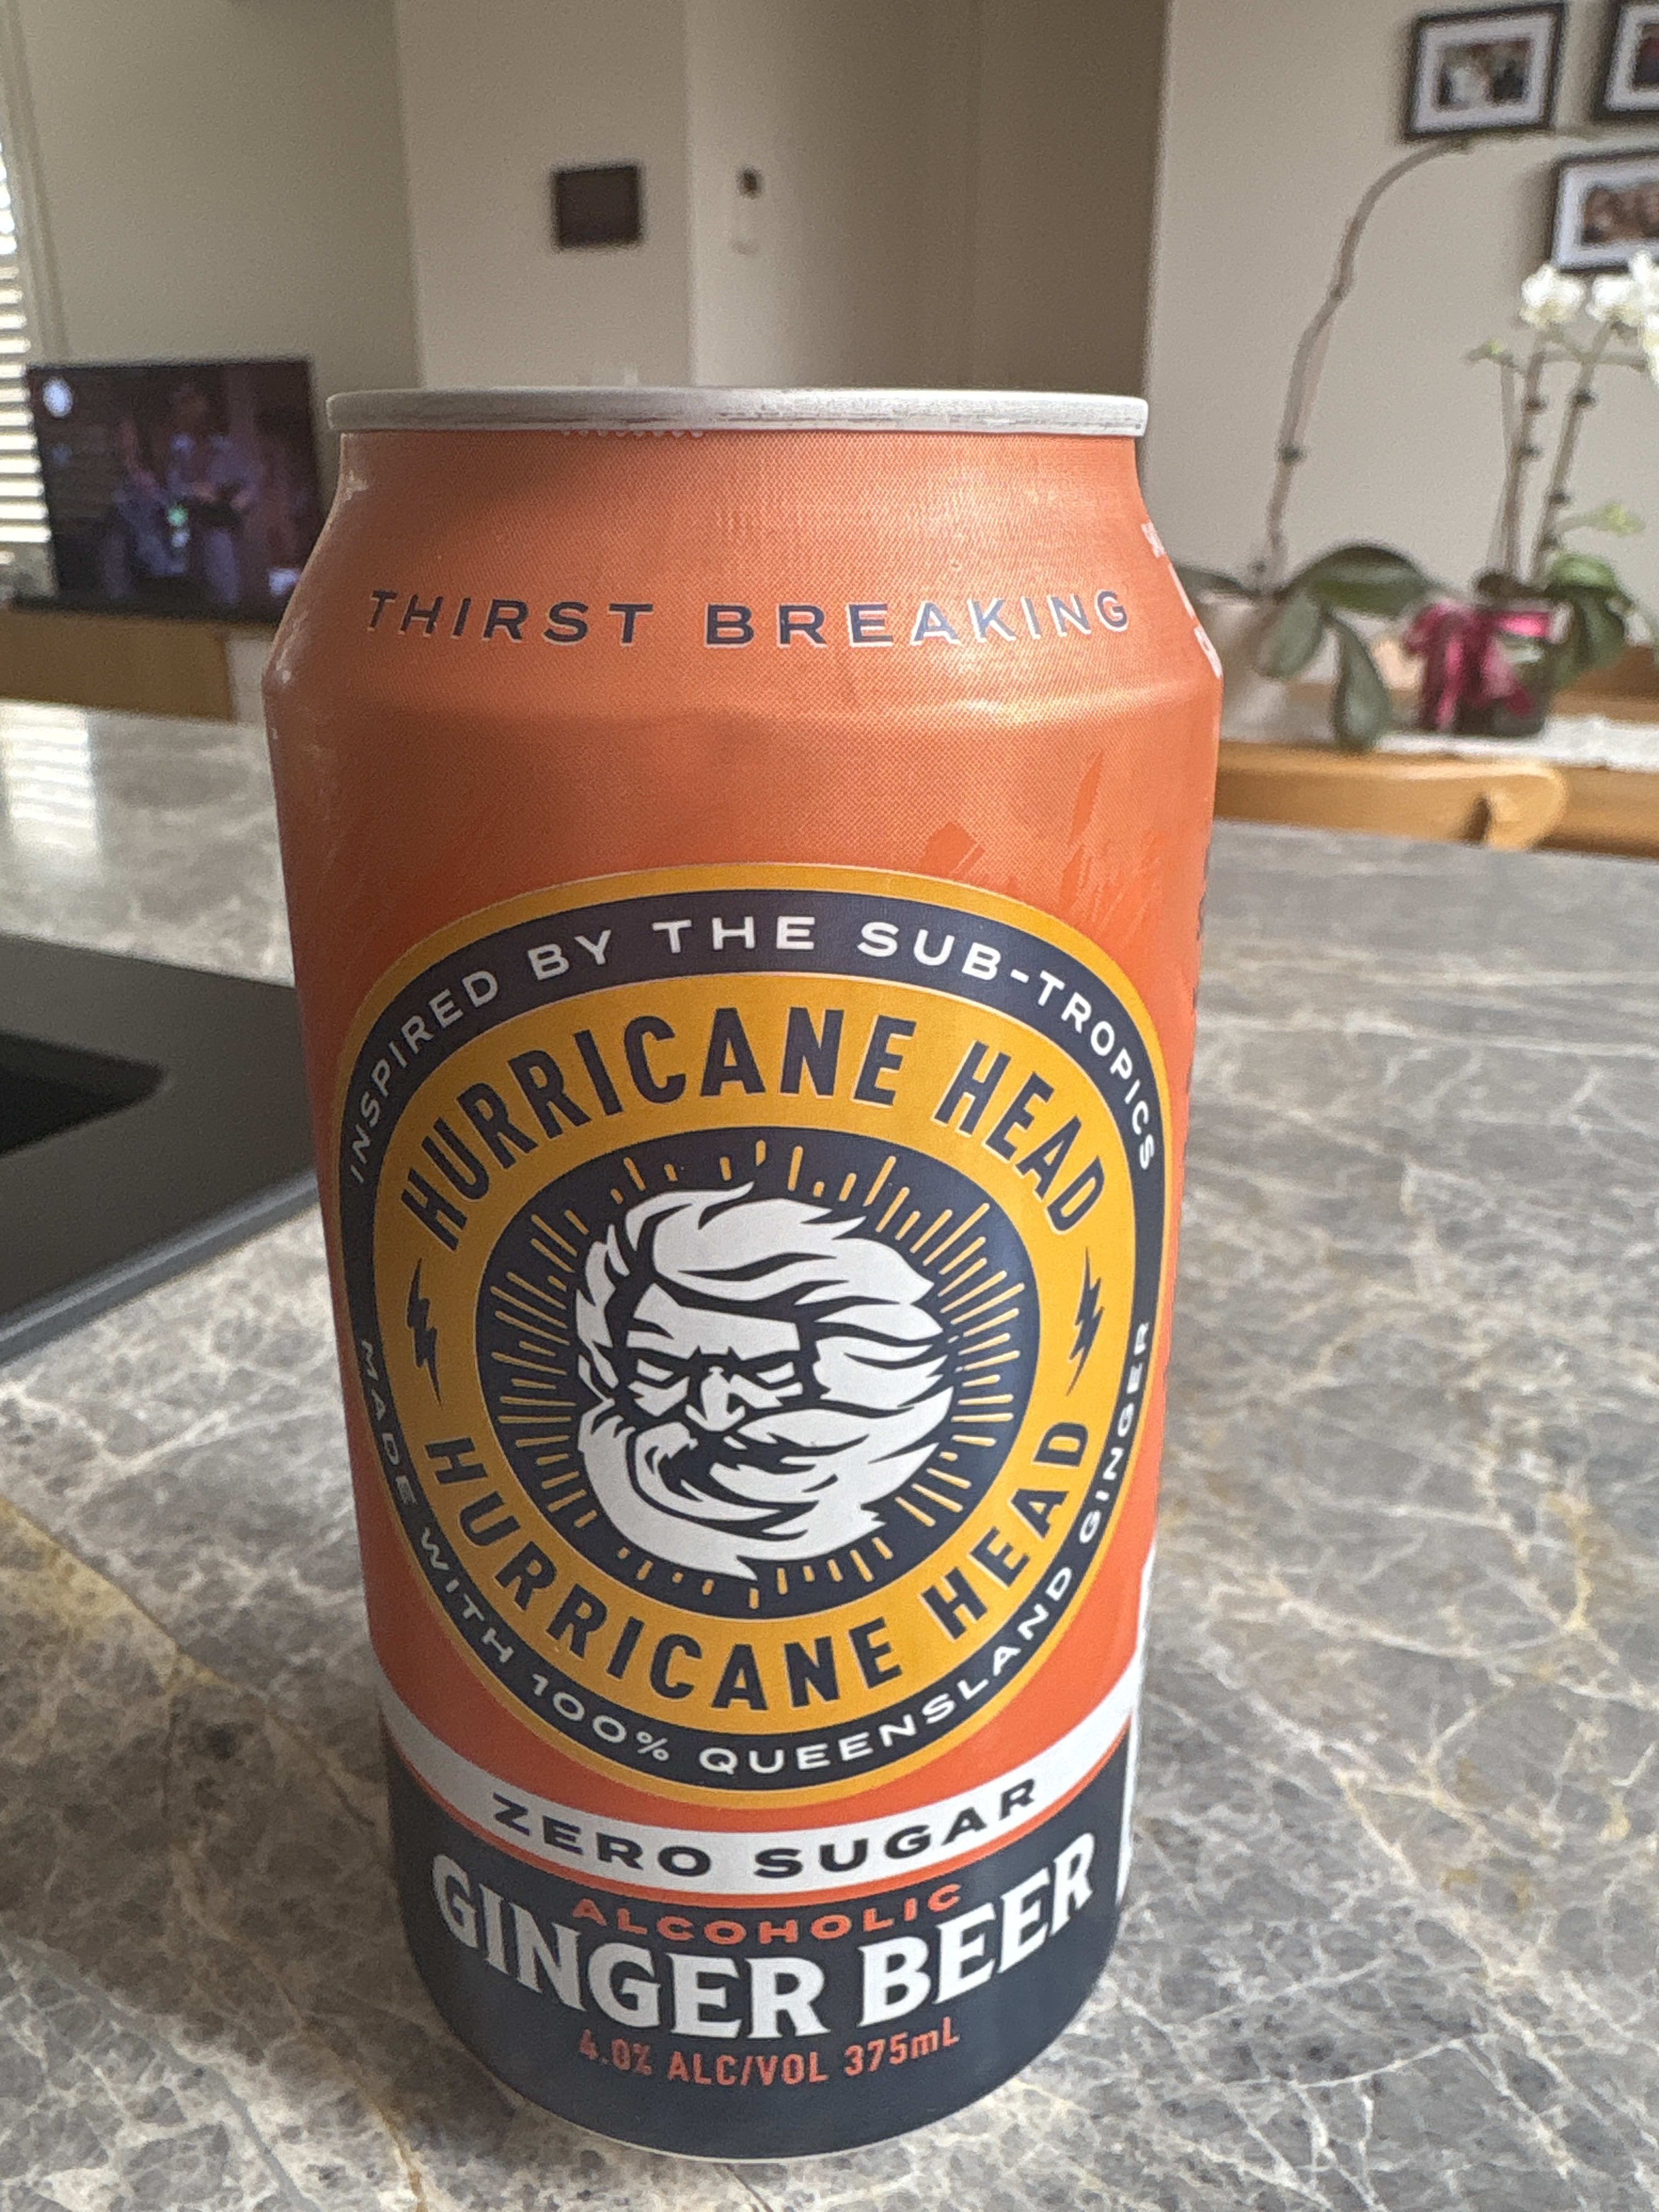 THIRST BREAKING
INSPIRED BY THE SUB-TROPICS
HURRICANE HEAD
HURRICANE HEAD
MADE WITH 100% QUEENSLAND GINGER
ZERO SUGAR
ALCOHOLIC
GINGER BEER
4.0% ALC/VOL 375mL